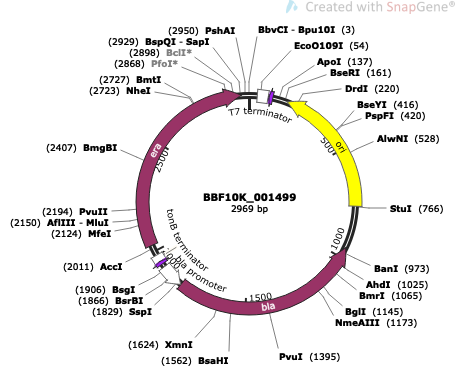 Created with SnapGene®
(2950) PshAI
BbvCI - Bpu10I (3)
(2929) BspQI - SapI
EcoO109I (54)
(2898) BclI*
ApoI (137)
(2868) PfoI*
BseRI (161)
(2727) BmtI
DrdI (220)
(2723) NheI
BseYI (416)
PspFI (420)
T7 terminator
AlwNI (528)
500
ori
era
2500
(2407) BmgBI
BBF10K_001499
2969 bp
(2194) PvuII
StuI (766)
(2150) AflIII - MluI
(2124) MfeI
tonB terminator
1000
(2011) AccI
bla promoter
BanI (973)
AhdI (1025)
(1906) BsgI
BmrI (1065)
(1866) BsrBI
1500
BglI (1145)
(1829) SspI
bla
NmeAIII (1173)
(1624) XmnI
PvuI (1395)
(1562) BsaHI